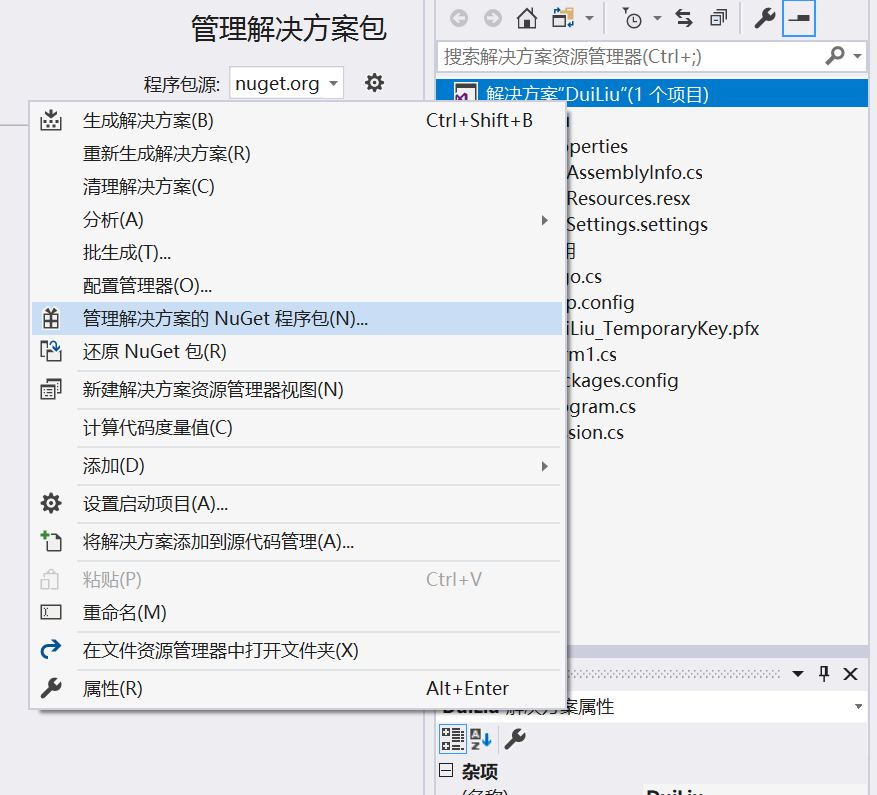 管理解决方案包
程序包源: nuget.org
搜索解决方案资源管理器(Ctrl+;)
解决方案"DuiLiu"(1 个项目)
生成解决方案(B) Ctrl+Shift+B
重新生成解决方案(R)
清理解决方案(C)
分析(A)
批生成(T)...
配置管理器(O)...
管理解决方案的 NuGet 程序包(N)...
还原 NuGet 包(R)
新建解决方案资源管理器视图(N)
计算代码度量值(C)
添加(D)
设置启动项目(A)...
将解决方案添加到源代码管理(A)...
粘贴(P) Ctrl+V
重命名(M)
在文件资源管理器中打开文件夹(X)
属性(R) Alt+Enter
perties
AssemblyInfo.cs
Resources.resx
Settings.settings
用
go.cs
p.config
iLiu_TemporaryKey.pfx
rm1.cs
ckages.config
gram.cs
sion.cs
DuiLiu 解决方案属性
杂项
(名称) DuiLiu